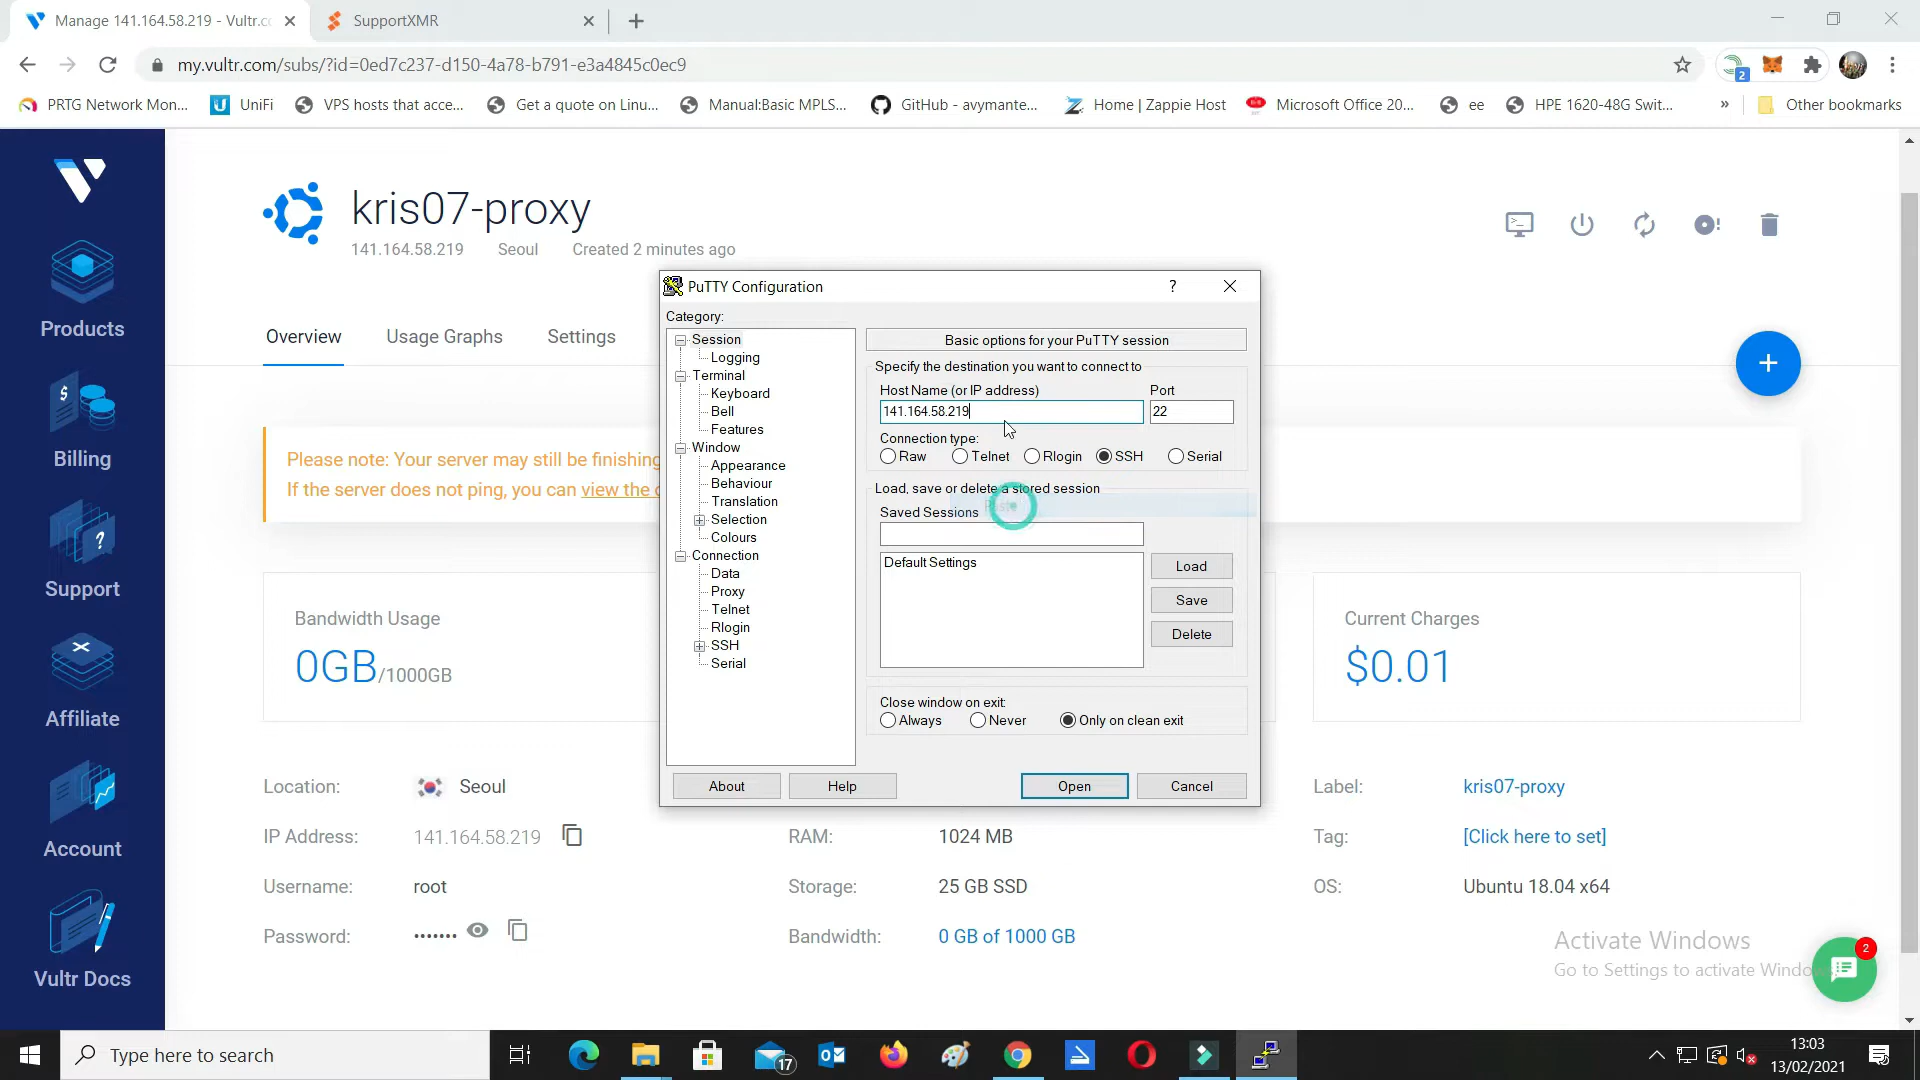 Manage 141.164.58.219 - Vultr.co
SupportXMR
my.vultr.com/subs/?id=0ed7c237-d150-4a78-b791-e3a4845c0ec9
2
PRTG Network Mon...
UniFi
VPS hosts that acce...
Get a quote on Linu...
Manual:Basic MPLS...
GitHub - avymante...
Home | Zappie Host
Microsoft Office 20...
ee
HPE 1620-48G Swit...
»
Other bookmarks
Products
Billing
Support
Affiliate
Account
Vultr Docs
kris07-proxy
141.164.58.219
Seoul
Created 2 minutes ago
Overview
Usage Graphs
Settings
Please note: Your server may still be finishing
If the server does not ping, you can view the c
Bandwidth Usage
0GB/1000GB
Current Charges
$0.01
Location:
Seoul
IP Address:
141.164.58.219
Username:
root
Password:
•••••••
RAM:
1024 MB
Storage:
25 GB SSD
Bandwidth:
0 GB of 1000 GB
Label:
kris07-proxy
Tag:
[Click here to set]
OS:
Ubuntu 18.04 x64
PuTTY Configuration
?
Category:
Session
Logging
Terminal
Keyboard
Bell
Features
Window
Appearance
Behaviour
Translation
Selection
Colours
Connection
Data
Proxy
Telnet
Rlogin
SSH
Serial
Basic options for your PuTTY session
Specify the destination you want to connect to
Host Name (or IP address)
Port
141.164.58.219
22
Connection type:
Raw
Telnet
Rlogin
SSH
Serial
Load, save or delete a stored session
Paste
Saved Sessions
Default Settings
Load
Save
Delete
Close window on exit:
Always
Never
Only on clean exit
About
Help
Open
Cancel
Activate Windows
Go to Settings to activate Windo
2
Type here to search
17
13:03
13/02/2021